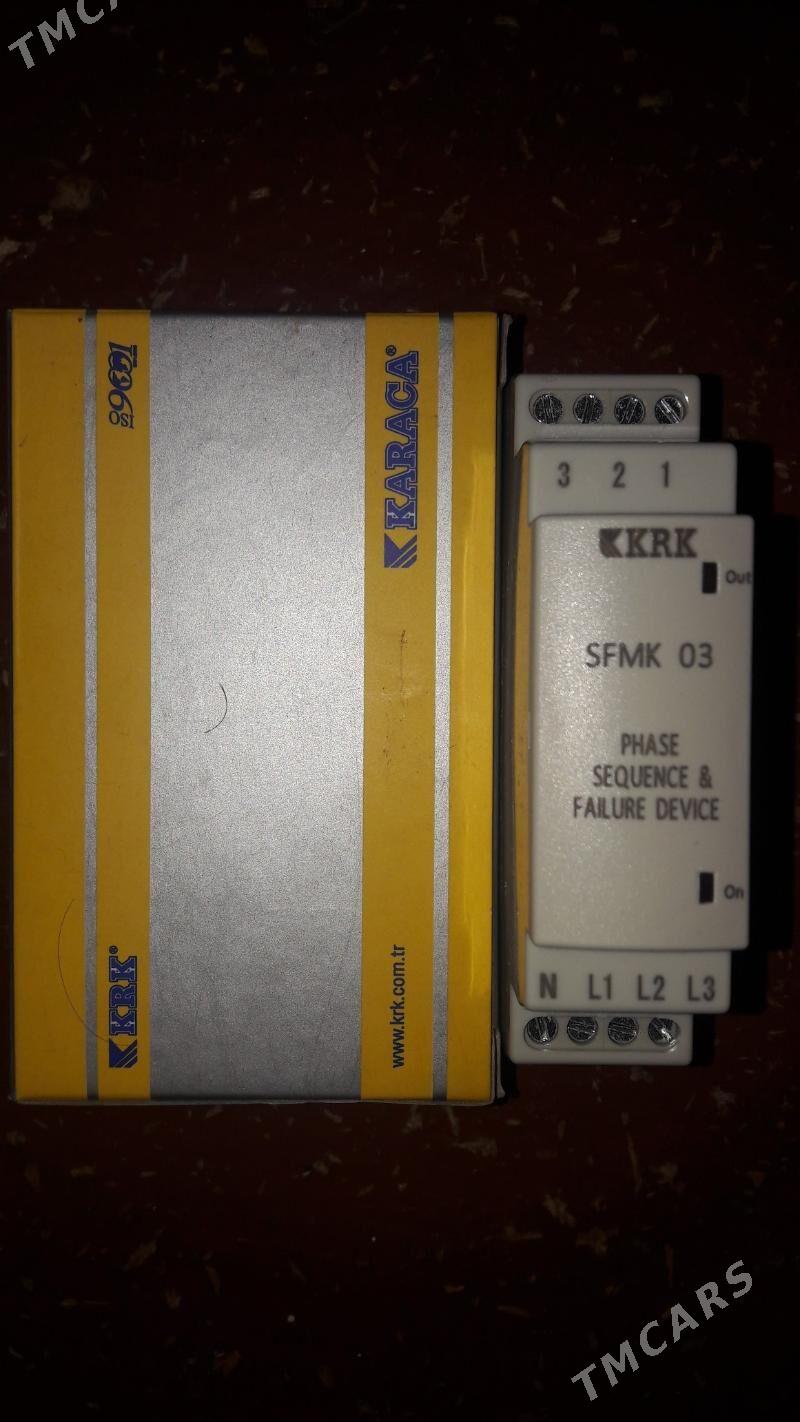 TMCA
ISO 9001
KARACA®
KRK®
www.krk.com.tr
3 2 1
KRK
Out
SFMK 03
PHASE
SEQUENCE &
FAILURE DEVICE
On
N L1 L2 L3
TMCARS